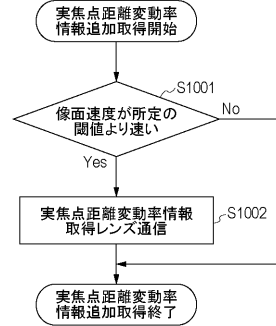 実焦点距離変動率
情報追加取得開始
S1001
像面速度が所定の
閾値より速い
No
Yes
実焦点距離変動率情報
取得レンズ通信
S1002
実焦点距離変動率
情報追加取得終了